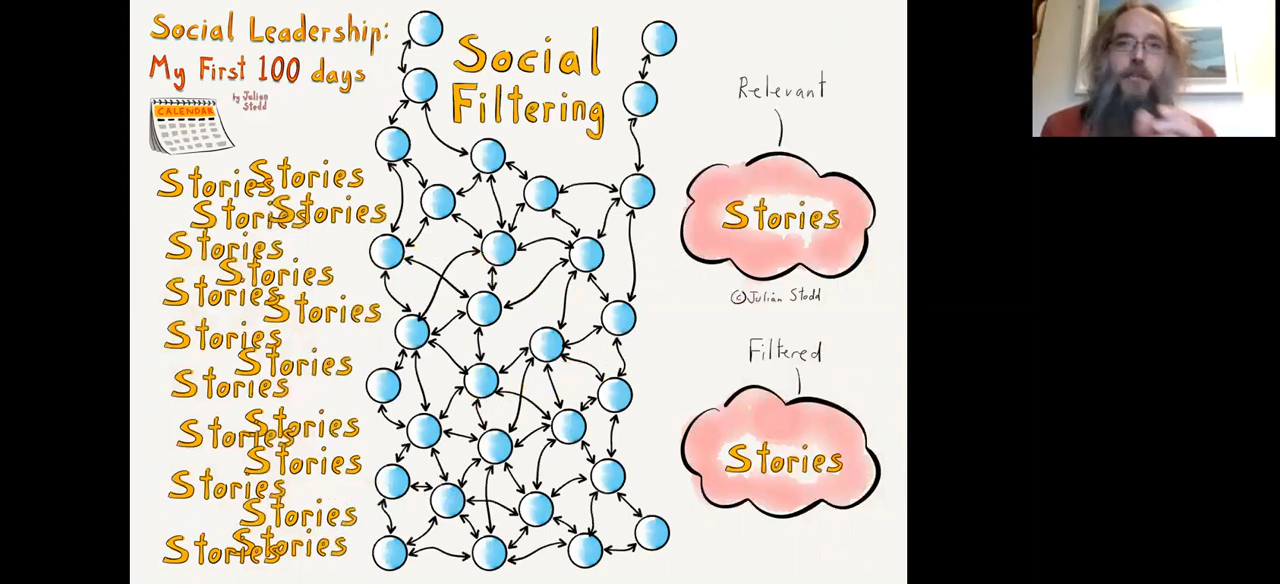 Social Leadership:
My First 100 days
by Julian
Stodd
CALENDAR
Social
Filtering
Stories Stories
Stories Stories
Stories
Stories
Stories
Stories
Stories
Stories
Stories
Stories
Stories
Stories
Stories
Stories
Stories Stories
Relevant
Stories
©Julian Stodd
Filtered
Stories